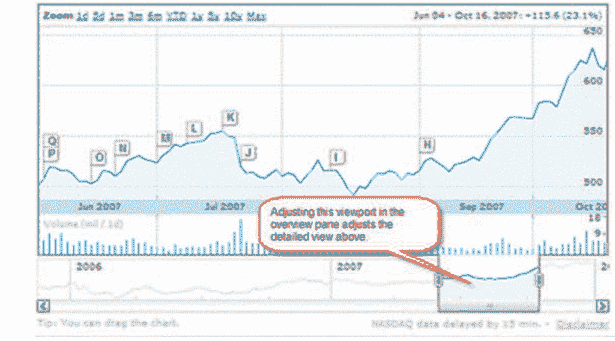 Zoom 1d 5d 1m 3m 6m YTD 1y 5y 10y Max
Jun 04 - Oct 16, 2007: +115.6 (23.1%)
650
600
550
500
K
L
M
N
O
Q
P
J
I
H
Jun 2007
Jul 2007
Sep 2007
Oct 20
Volume (mil / 1d)
18
9
Adjusting this viewport in the
overview pane adjusts the
detailed view above.
2006
2007
2
Tip: You can drag the chart.
NASDAQ data delayed by 15 min. - Disclaimer